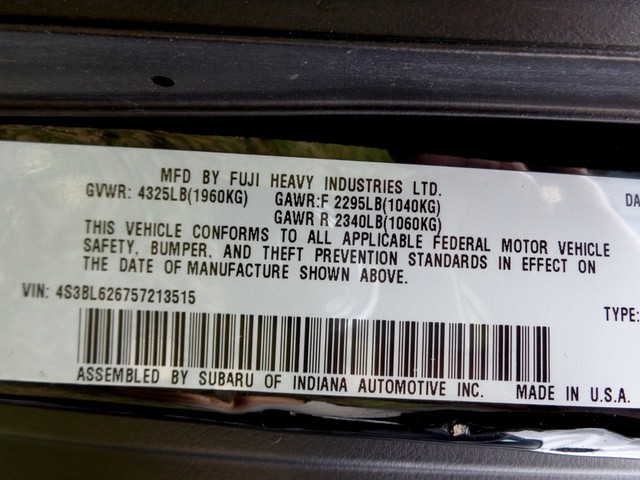 MFD BY FUJI HEAVY INDUSTRIES LTD.
GVWR: 4325LB(1960KG) GAWR:F 2295LB(1040KG) DA
GAWR R 2340LB(1060KG)
THIS VEHICLE CONFORMS TO ALL APPLICABLE FEDERAL MOTOR VEHICLE
SAFETY, BUMPER, AND THEFT PREVENTION STANDARDS IN EFFECT ON
THE DATE OF MANUFACTURE SHOWN ABOVE.
VIN: 4S3BL626757213515
TYPE:
ASSEMBLED BY SUBARU OF INDIANA AUTOMOTIVE INC. MADE IN U.S.A.